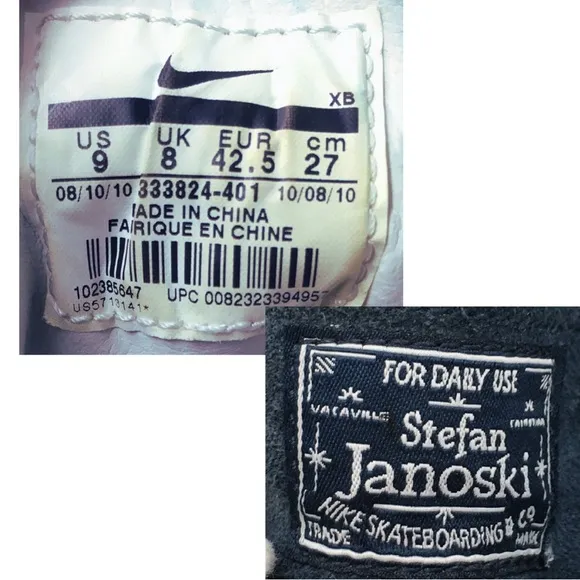 XB
US UK EUR cm
9 8 42.5 27
08/10/10 333824-401 10/08/10
MADE IN CHINA
FABRIQUE EN CHINE
102385647
UPC 00823233949
FOR DAILY USE
VACAVILLE
Stefan
Janoski
NIKE SKATEBOARDING & CO
TRADE MARK